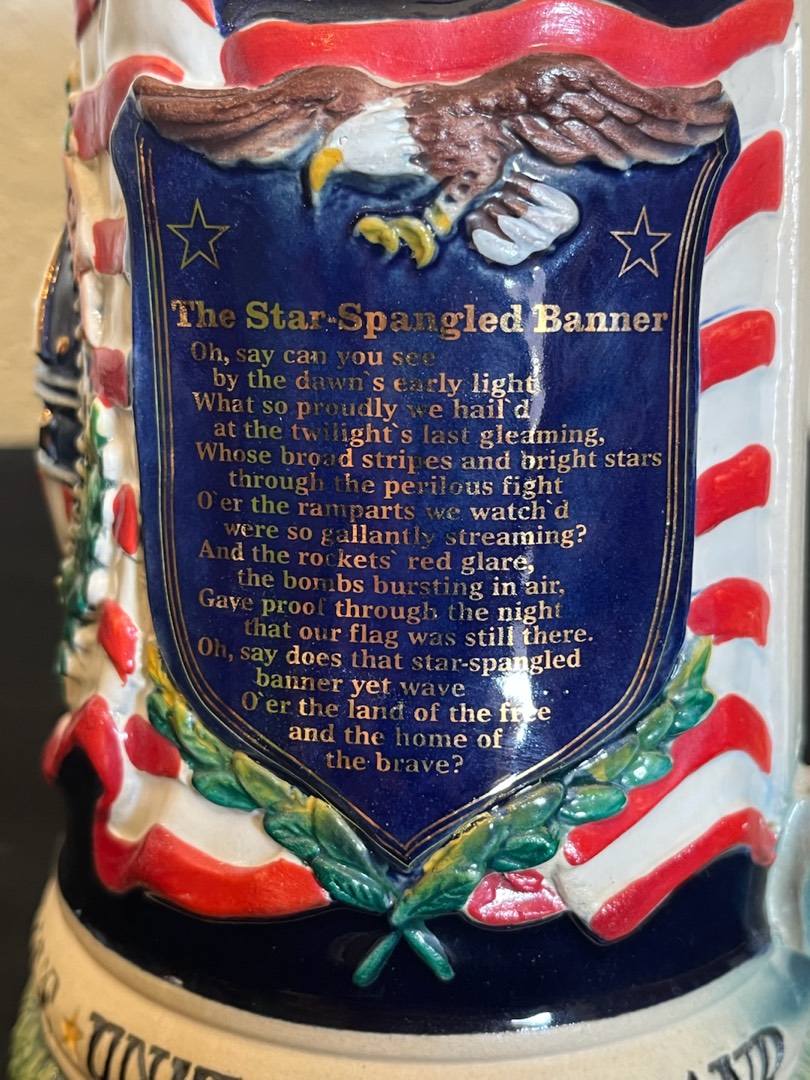 The Star-Spangled Banner
Oh, say can you see
by the dawn`s early light
What so proudly we hail`d
at the twilight`s last gleaming,
Whose broad stripes and bright stars
through the perilous fight
O`er the ramparts we watch`d
were so gallantly streaming?
And the rockets` red glare,
the bombs bursting in air,
Gave proof through the night
that our flag was still there.
Oh, say does that star-spangled
banner yet wave
O`er the land of the free
and the home of
the brave?